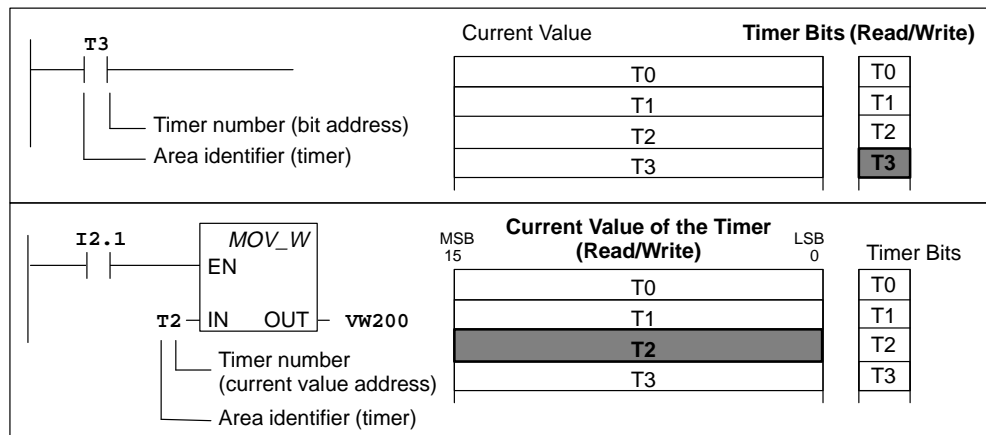 T3
Timer number (bit address)
Area identifier (timer)
Current Value
Timer Bits (Read/Write)
T0
T1
T2
T3
T0
T1
T2
T3
I2.1
MOV_W
EN
T2
IN
OUT
VW200
Timer number
(current value address)
Area identifier (timer)
MSB
15
Current Value of the Timer
(Read/Write)
LSB
0
Timer Bits
T0
T1
T2
T3
T0
T1
T2
T3